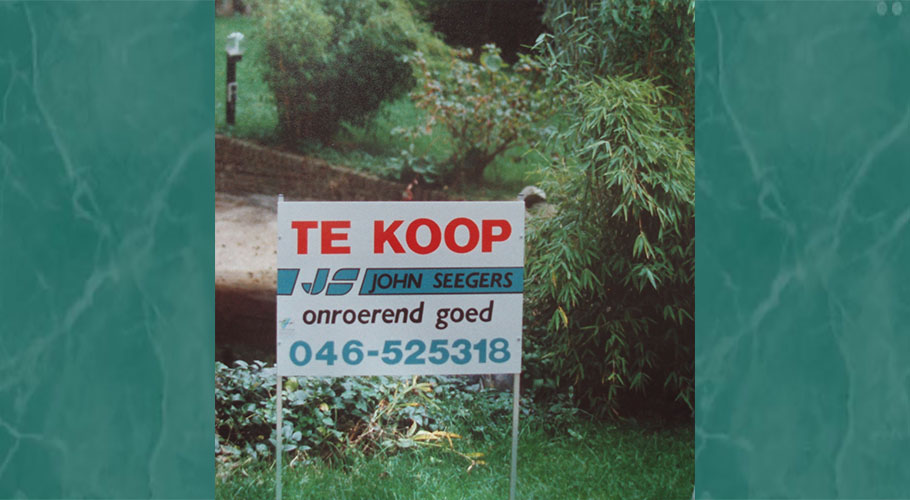 TE KOOP
JS JOHN SEEGERS
onroerend goed
046-525318